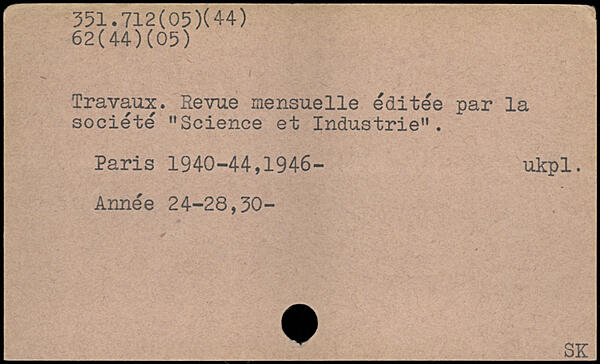 351.712(05)(44)
62(44)(05)
Travaux. Revue mensuelle éditée par la
société "Science et Industrie".
Paris 1940-44,1946- ukpl.
Année 24-28,30-
SK